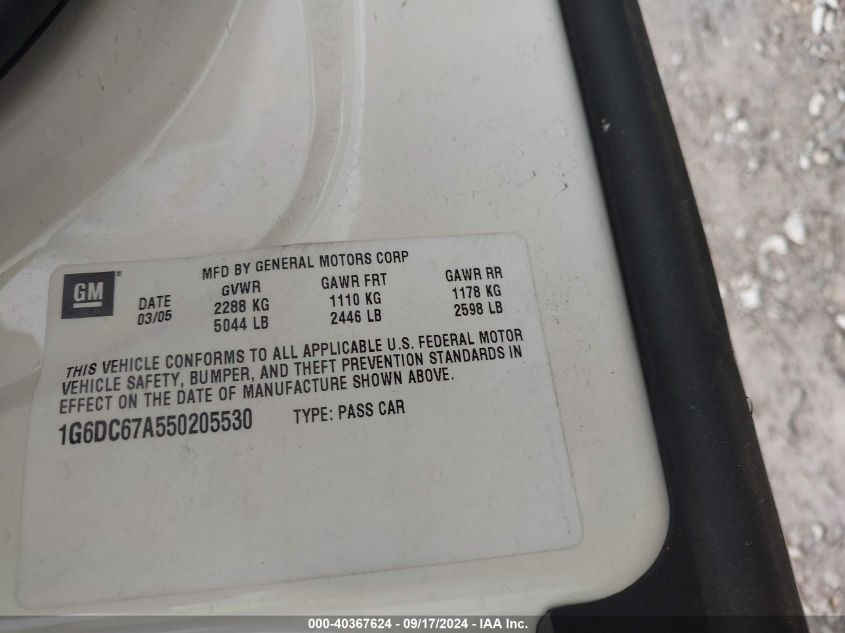 GM®
MFD BY GENERAL MOTORS CORP
DATE GVWR GAWR FRT GAWR RR
03/05 2288 KG 1110 KG 1178 KG
5044 LB 2446 LB 2598 LB
THIS VEHICLE CONFORMS TO ALL APPLICABLE U.S. FEDERAL MOTOR
VEHICLE SAFETY, BUMPER, AND THEFT PREVENTION STANDARDS IN
EFFECT ON THE DATE OF MANUFACTURE SHOWN ABOVE.
1G6DC67A550205530 TYPE: PASS CAR
000-40367624 - 09/17/2024 - IAA Inc.